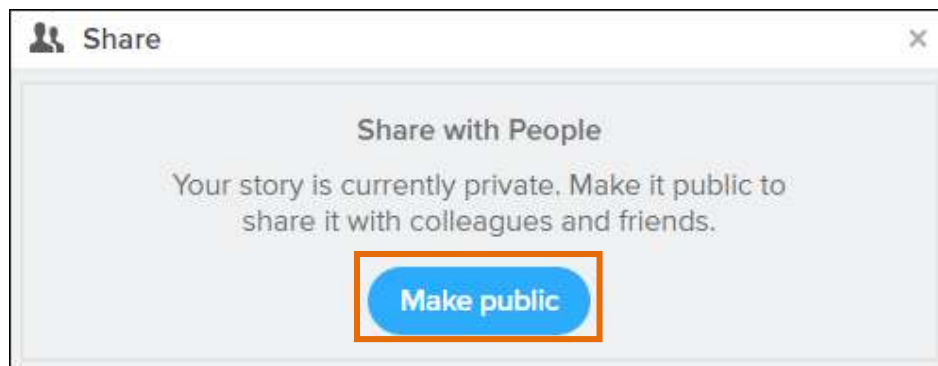 Share
Share with People
Your story is currently private. Make it public to
share it with colleagues and friends.
Make public